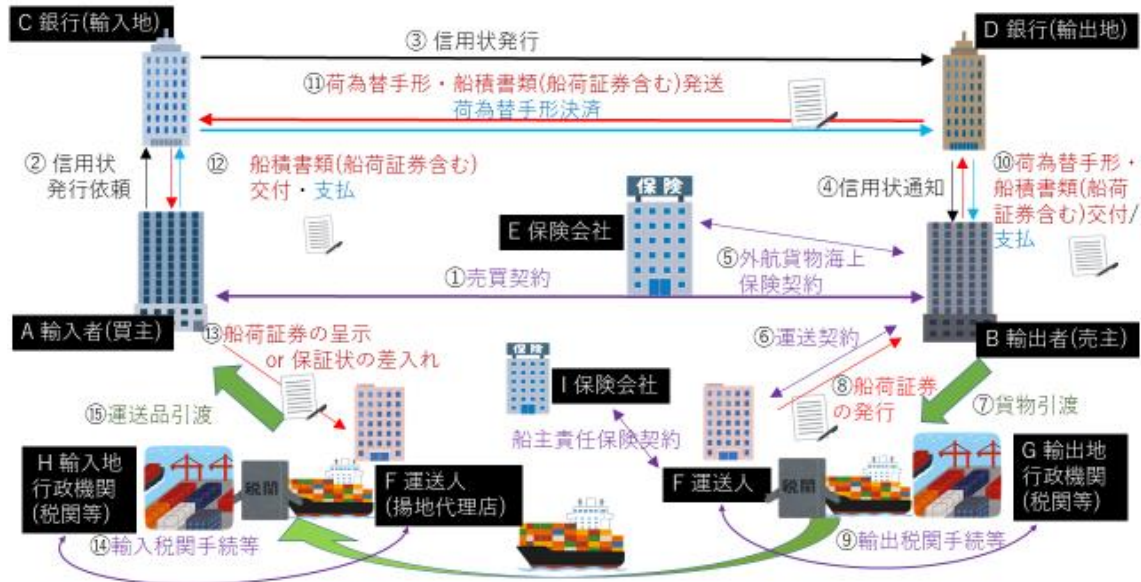 C 銀行(輸入地)
D 銀行(輸出地)
③ 信用状発行
⑪荷為替手形・船積書類(船荷証券含む)発送
荷為替手形決済
② 信用状
発行依頼
⑫ 船積書類(船荷証券含む)
交付・支払
④信用状通知
⑩荷為替手形・
船積書類(船荷
証券含む)交付/
支払
保険
E 保険会社
⑤外航貨物海上
保険契約
①売買契約
A 輸入者(買主)
B 輸出者(売主)
⑬船荷証券の呈示
or 保証状の差入れ
⑥運送契約
保険
I 保険会社
⑧船荷証券
の発行
⑦貨物引渡
⑮運送品引渡
船主責任保険契約
H 輸入地
行政機関
(税関等)
税関
F 運送人
(揚地代理店)
F 運送人
税関
G 輸出地
行政機関
(税関等)
⑭輸入税関手続等
⑨輸出税関手続等